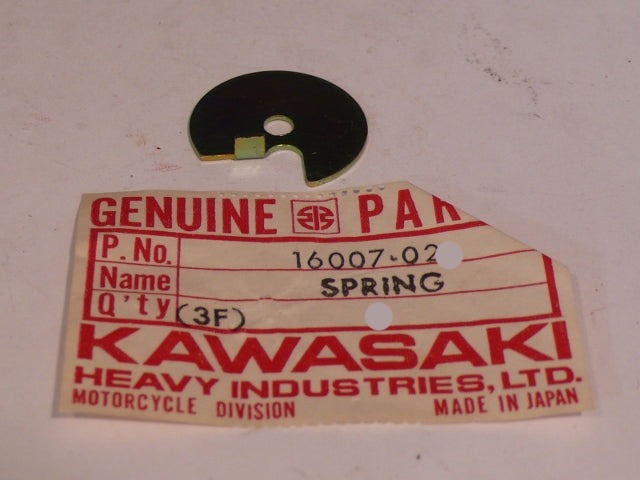 GENUINE PAR
P. No. 16007-02
Name SPRING
Q'ty (3F)
KAWASAKI
HEAVY INDUSTRIES, LTD.
MOTORCYCLE DIVISION MADE IN JAPAN